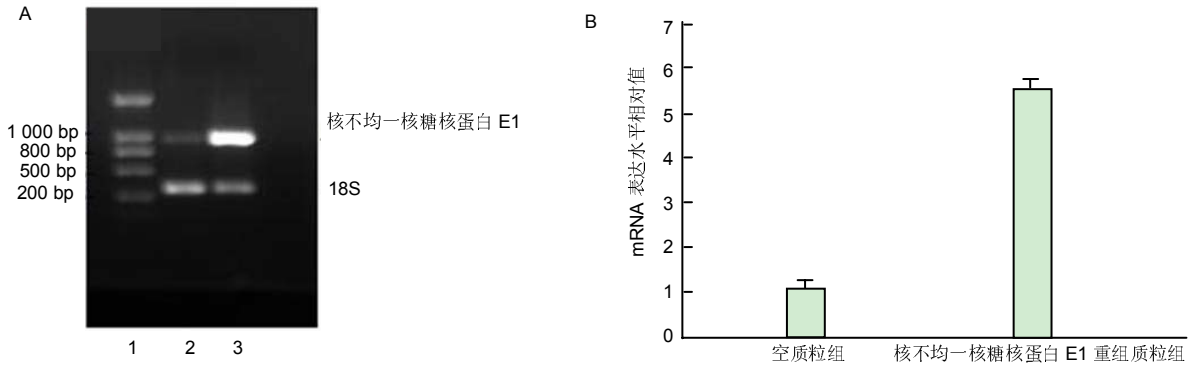 A
1 000 bp
800 bp
500 bp
200 bp
核不均一核糖核蛋白 E1
18S
1 2 3
B
mRNA 表达水平相对值
7
6
5
4
3
2
1
0
空质粒组
核不均一核糖核蛋白 E1 重组质粒组